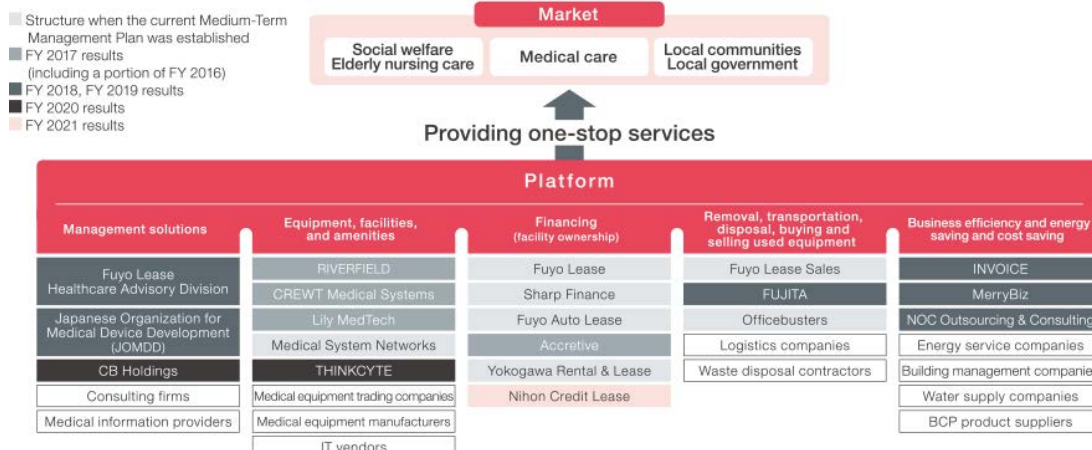 Structure when the current Medium-Term
Management Plan was established
FY 2017 results
(including a portion of FY 2016)
FY 2018, FY 2019 results
FY 2020 results
FY 2021 results
Market
Social welfare
Elderly nursing care
Medical care
Local communities
Local government
Providing one-stop services
Platform
Management solutions
Fuyo Lease
Healthcare Advisory Division
Japanese Organization for
Medical Device Development
(JOMDD)
CB Holdings
Consulting firms
Medical information providers
Equipment, facilities,
and amenities
RIVERFIELD
CREWT Medical Systems
Lily MedTech
Medical System Networks
THINKCYTE
Medical equipment trading companies
Medical equipment manufacturers
IT vendors
Financing
(facility ownership)
Fuyo Lease
Sharp Finance
Fuyo Auto Lease
Accretive
Yokogawa Rental & Lease
Nihon Credit Lease
Removal, transportation,
disposal, buying and
selling used equipment
Fuyo Lease Sales
FUJITA
Officebusters
Logistics companies
Waste disposal contractors
Business efficiency and energy
saving and cost saving
INVOICE
MerryBiz
NOC Outsourcing & Consulting
Energy service companies
Building management companie
Water supply companies
BCP product suppliers